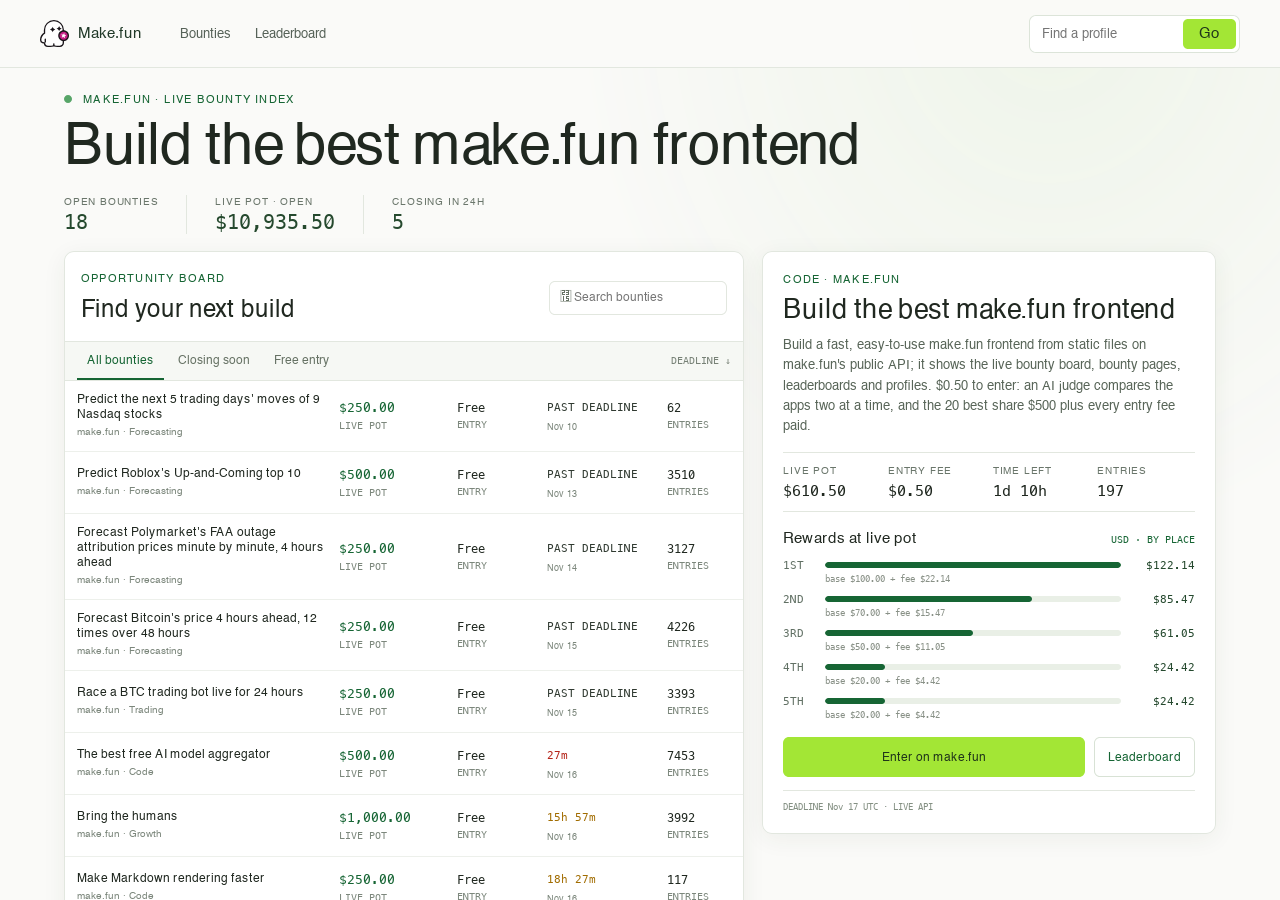 Make.fun
Bounties
Leaderboard
Find a profile
Go
MAKE.FUN · LIVE BOUNTY INDEX
Build the best make.fun frontend
OPEN BOUNTIES
18
LIVE POT · OPEN
$10,935.50
CLOSING IN 24H
5
OPPORTUNITY BOARD
Find your next build
Search bounties
All bounties
Closing soon
Free entry
DEADLINE ↓
Predict the next 5 trading days' moves of 9
Nasdaq stocks
make.fun · Forecasting
$250.00
LIVE POT
Free
ENTRY
PAST DEADLINE
Nov 10
62
ENTRIES
Predict Roblox's Up-and-Coming top 10
make.fun · Forecasting
$500.00
LIVE POT
Free
ENTRY
PAST DEADLINE
Nov 13
3510
ENTRIES
Forecast Polymarket's FAA outage
attribution prices minute by minute, 4 hours
ahead
make.fun · Forecasting
$250.00
LIVE POT
Free
ENTRY
PAST DEADLINE
Nov 14
3127
ENTRIES
Forecast Bitcoin's price 4 hours ahead, 12
times over 48 hours
make.fun · Forecasting
$250.00
LIVE POT
Free
ENTRY
PAST DEADLINE
Nov 15
4226
ENTRIES
Race a BTC trading bot live for 24 hours
make.fun · Trading
$250.00
LIVE POT
Free
ENTRY
PAST DEADLINE
Nov 15
3393
ENTRIES
The best free AI model aggregator
make.fun · Code
$500.00
LIVE POT
Free
ENTRY
27m
Nov 16
7453
ENTRIES
Bring the humans
make.fun · Growth
$1,000.00
LIVE POT
Free
ENTRY
15h 57m
Nov 16
3992
ENTRIES
Make Markdown rendering faster
make.fun · Code
$250.00
LIVE POT
Free
ENTRY
18h 27m
Nov 16
117
ENTRIES
CODE · MAKE.FUN
Build the best make.fun frontend
Build a fast, easy-to-use make.fun frontend from static files on
make.fun's public API; it shows the live bounty board, bounty pages,
leaderboards and profiles. $0.50 to enter: an AI judge compares the
apps two at a time, and the 20 best share $500 plus every entry fee
paid.
LIVE POT
$610.50
ENTRY FEE
$0.50
TIME LEFT
1d 10h
ENTRIES
197
Rewards at live pot
USD · BY PLACE
1ST
$122.14
base $100.00 + fee $22.14
2ND
$85.47
base $70.00 + fee $15.47
3RD
$61.05
base $50.00 + fee $11.05
4TH
$24.42
base $20.00 + fee $4.42
5TH
$24.42
base $20.00 + fee $4.42
Enter on make.fun
Leaderboard
DEADLINE Nov 17 UTC · LIVE API